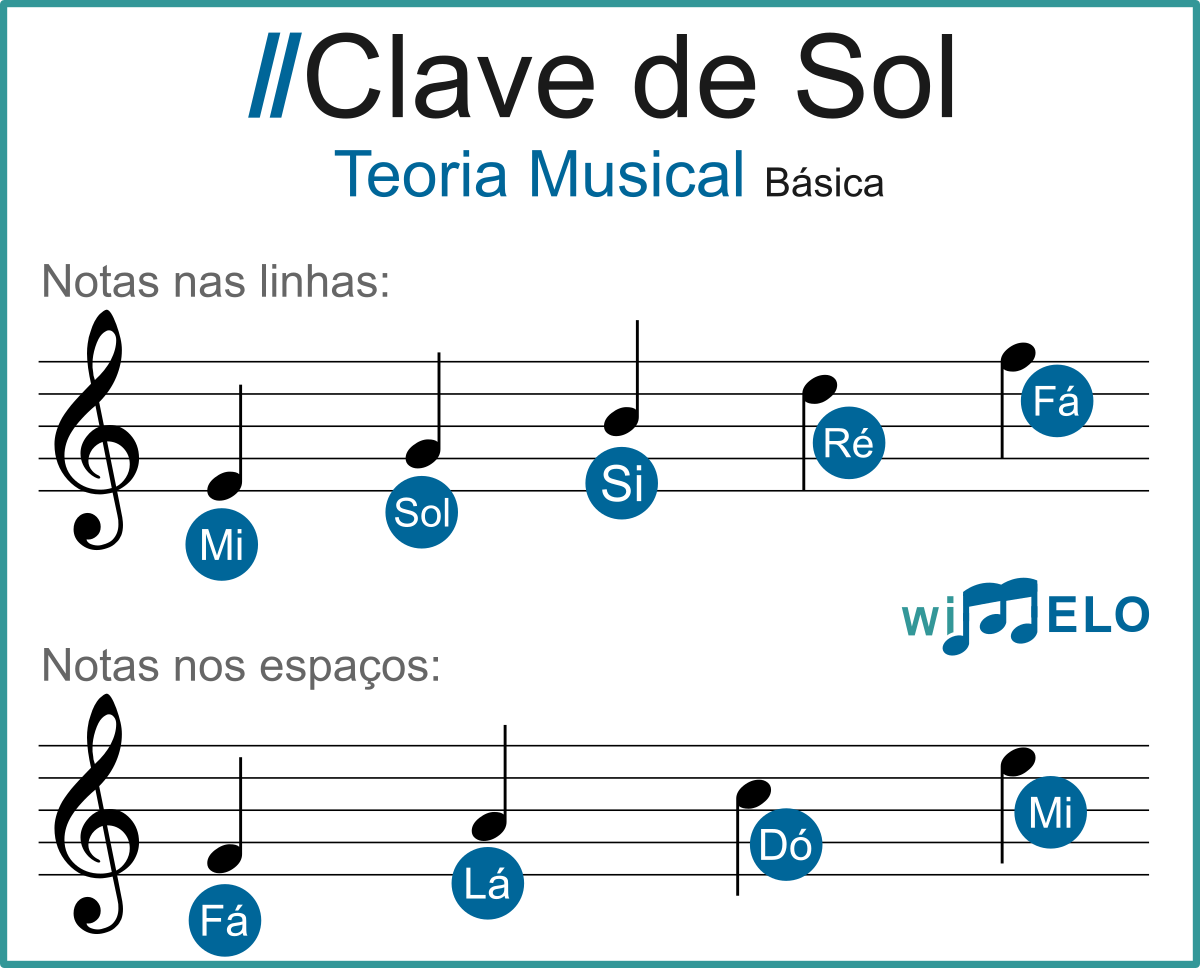 //Clave de Sol
Teoria Musical Básica
Notas nas linhas:
Mi
Sol
Si
Ré
Fá
wiMELO
Notas nos espaços:
Fá
Lá
Dó
Mi